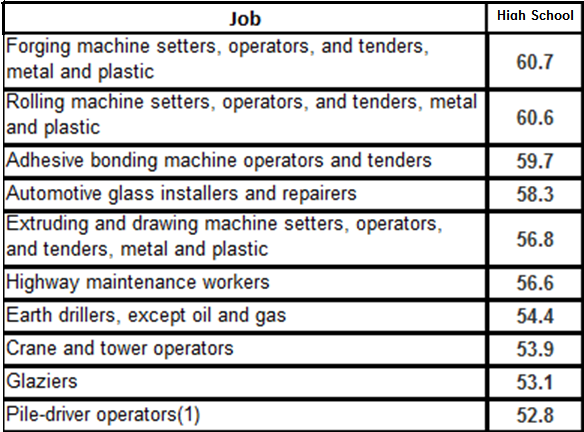 Job High School
Forging machine setters, operators, and tenders,
metal and plastic 60.7
Rolling machine setters, operators, and tenders, metal
and plastic 60.6
Adhesive bonding machine operators and tenders 59.7
Automotive glass installers and repairers 58.3
Extruding and drawing machine setters, operators,
and tenders, metal and plastic 56.8
Highway maintenance workers 56.6
Earth drillers, except oil and gas 54.4
Crane and tower operators 53.9
Glaziers 53.1
Pile-driver operators(1) 52.8